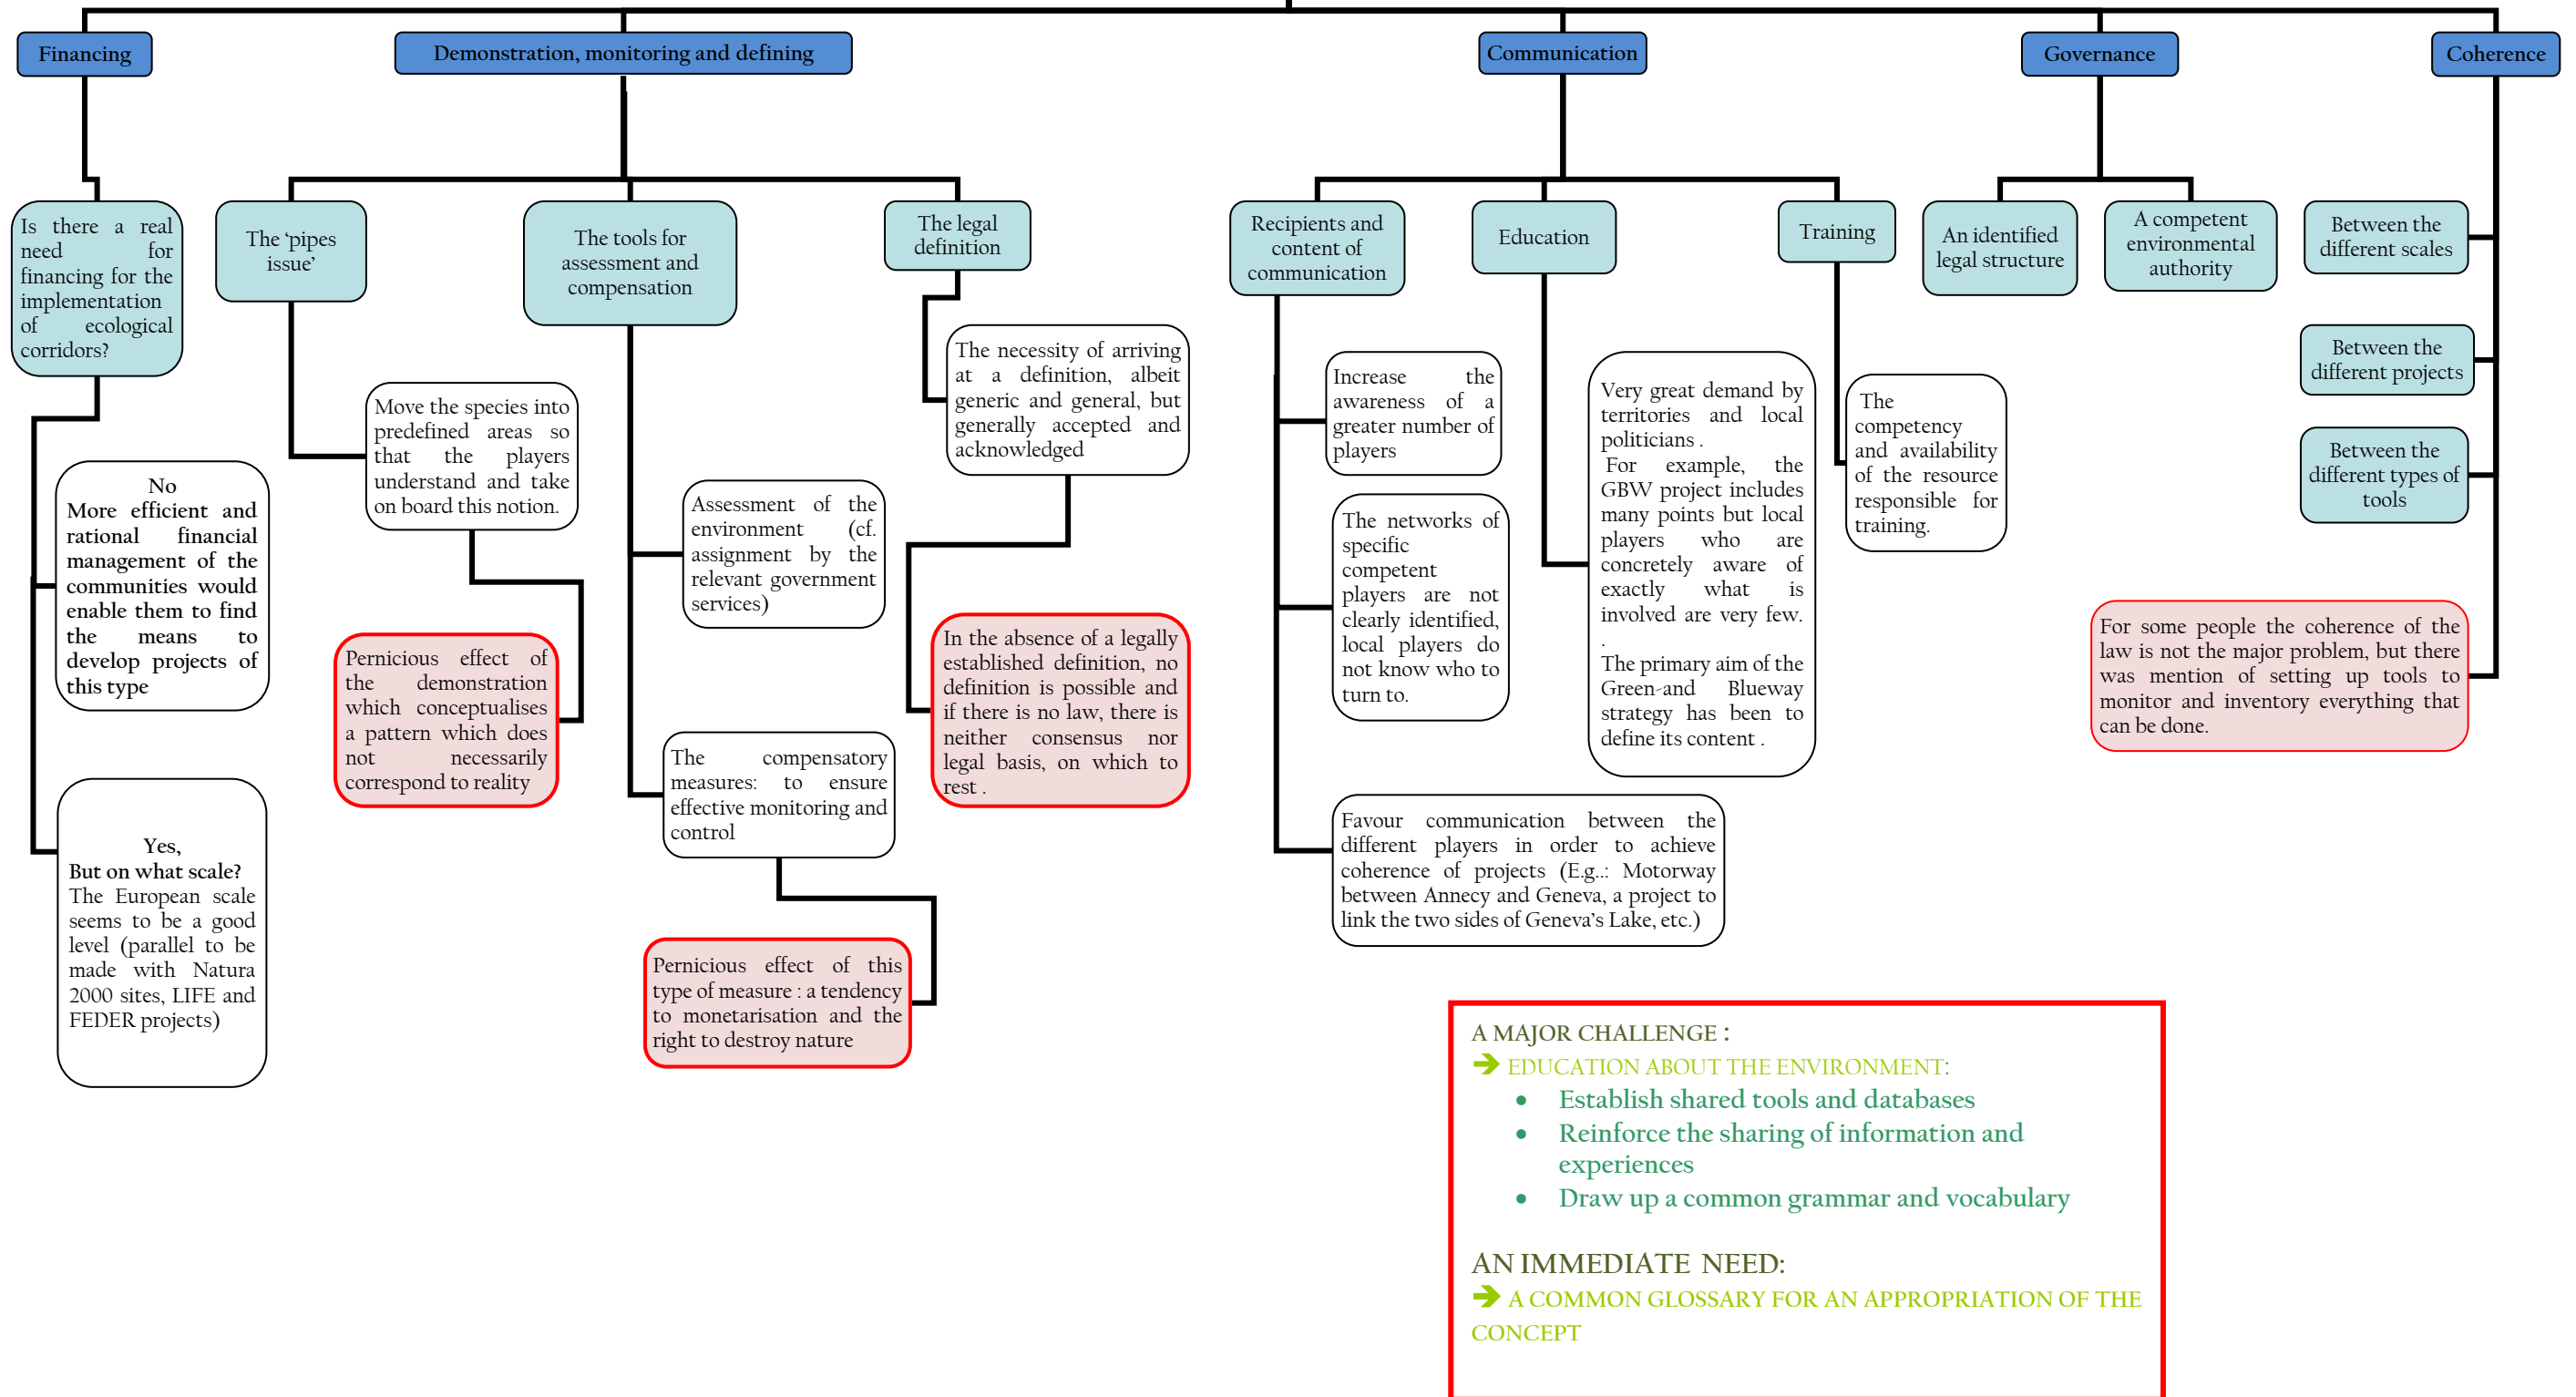 Financing
Demonstration, monitoring and defining
Communication
Governance
Coherence
Is there a real
need for
financing for the
implementation
of ecological
corridors?
The ‘pipes
issue’
The tools for
assessment and
compensation
The legal
definition
Recipients and
content of
communication
Education
Training
An identified
legal structure
A competent
environmental
authority
Between the
different scales
Between the
different projects
Between the
different types of
tools
No
More efficient and
rational financial
management of the
communities would
enable them to find
the means to
develop projects of
this type
Yes,
But on what scale?
The European scale
seems to be a good
level (parallel to be
made with Natura
2000 sites, LIFE and
FEDER projects)
Move the species into
predefined areas so
that the players
understand and take
on board this notion.
Pernicious effect of
the demonstration
which conceptualises
a pattern which does
not necessarily
correspond to reality
Assessment of the
environment (cf.
assignment by the
relevant government
services)
The compensatory
measures: to ensure
effective monitoring and
control
Pernicious effect of this
type of measure : a tendency
to monetarisation and the
right to destroy nature
The necessity of arriving
at a definition, albeit
generic and general, but
generally accepted and
acknowledged
In the absence of a legally
established definition, no
definition is possible and
if there is no law, there is
neither consensus nor
legal basis, on which to
rest .
Increase the
awareness of a
greater number of
players
The networks of
specific
competent
players are not
clearly identified,
local players do
not know who to
turn to.
Favour communication between the
different players in order to achieve
coherence of projects (E.g..: Motorway
between Annecy and Geneva, a project to
link the two sides of Geneva’s Lake, etc.)
Very great demand by
territories and local
politicians .
For example, the
GBW project includes
many points but local
players who are
concretely aware of
exactly what is
involved are very few.
.
The primary aim of the
Green-and Blueway
strategy has been to
define its content .
The
competency
and availability
of the resource
responsible for
training.
For some people the coherence of the
law is not the major problem, but there
was mention of setting up tools to
monitor and inventory everything that
can be done.
A MAJOR CHALLENGE :
➔ EDUCATION ABOUT THE ENVIRONMENT:
• Establish shared tools and databases
• Reinforce the sharing of information and
experiences
• Draw up a common grammar and vocabulary
AN IMMEDIATE NEED:
➔ A COMMON GLOSSARY FOR AN APPROPRIATION OF THE
CONCEPT